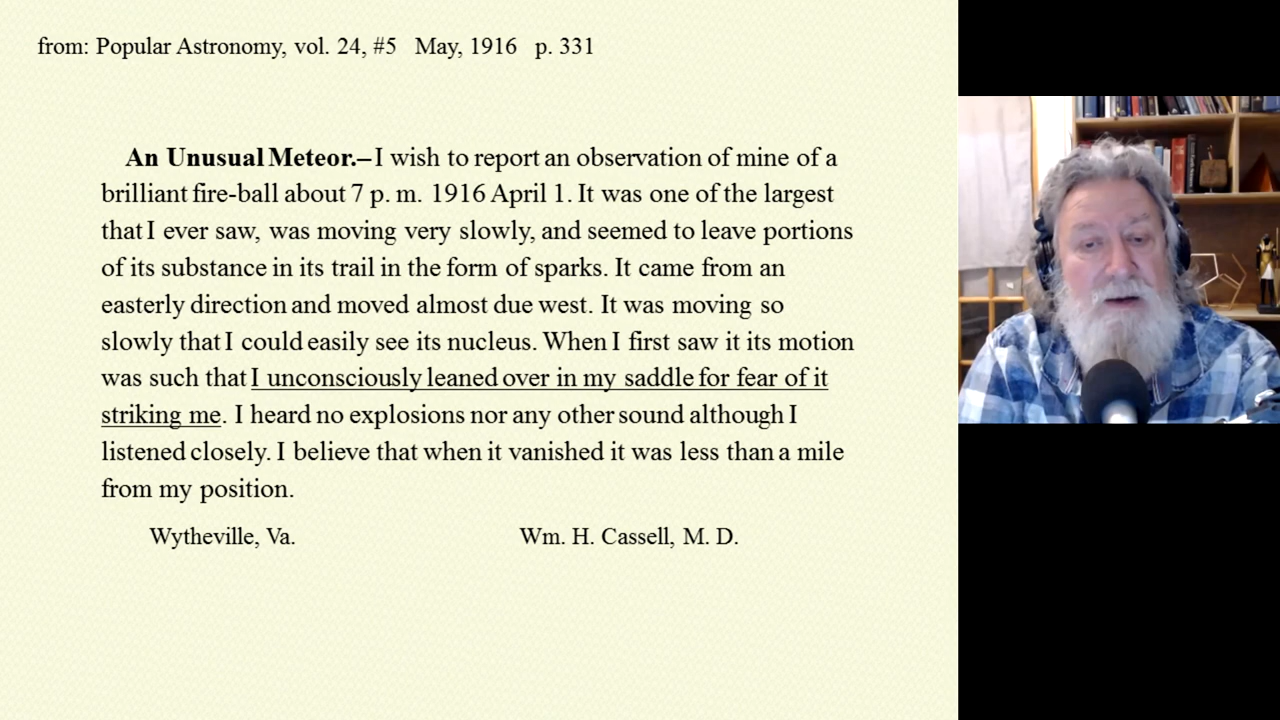 from: Popular Astronomy, vol. 24, #5 May, 1916 p. 331
An Unusual Meteor.–I wish to report an observation of mine of a
brilliant fire-ball about 7 p. m. 1916 April 1. It was one of the largest
that I ever saw, was moving very slowly, and seemed to leave portions
of its substance in its trail in the form of sparks. It came from an
easterly direction and moved almost due west. It was moving so
slowly that I could easily see its nucleus. When I first saw it its motion
was such that I unconsciously leaned over in my saddle for fear of it
striking me. I heard no explosions nor any other sound although I
listened closely. I believe that when it vanished it was less than a mile
from my position.
Wytheville, Va. Wm. H. Cassell, M. D.